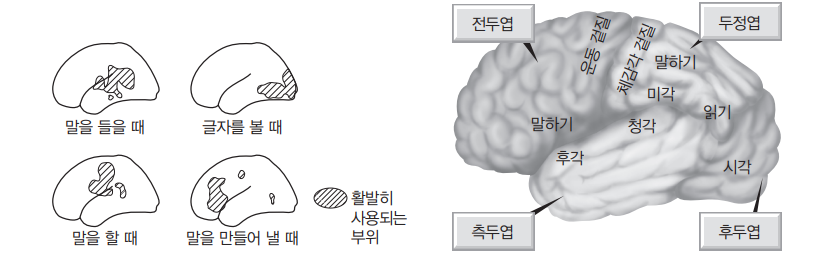 말을 들을 때
글자를 볼 때
말을 할 때
말을 만들어 낼 때
활발히
사용되는
부위
전두엽
두정엽
운동 겉질
체감각 겉질
말하기
미각
읽기
말하기
청각
후각
시각
측두엽
후두엽